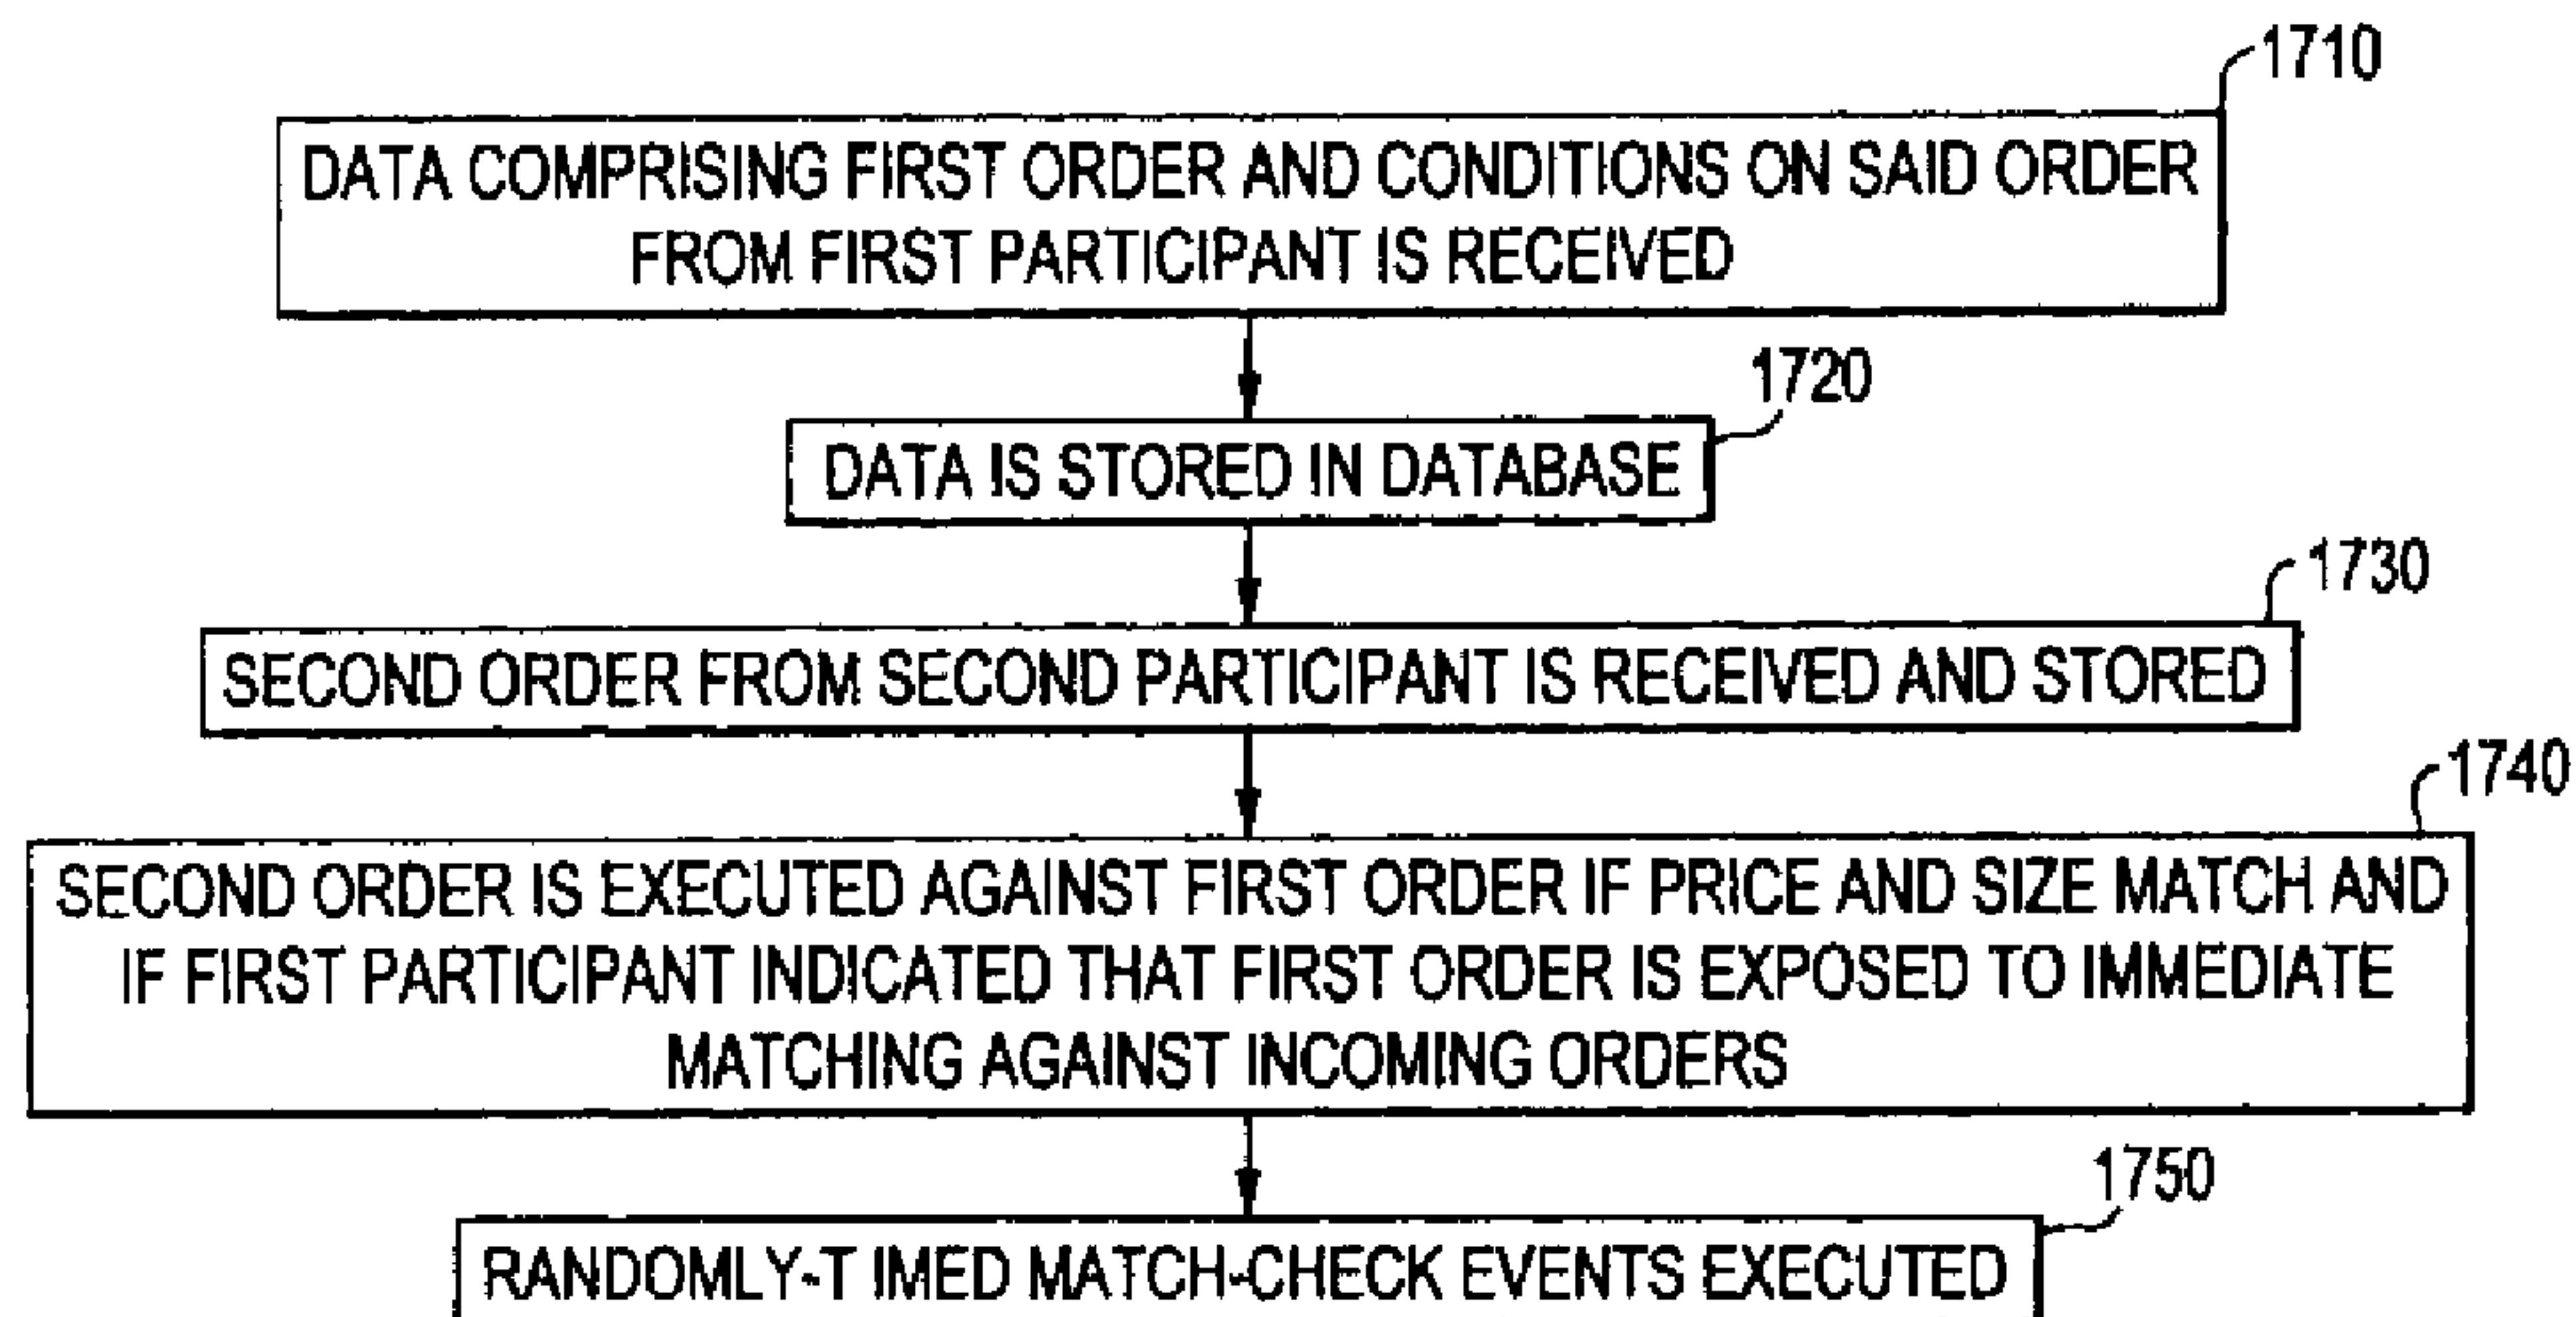 1710
DATA COMPRISING FIRST ORDER AND CONDITIONS ON SAID ORDER
FROM FIRST PARTICIPANT IS RECEIVED
1720
DATA IS STORED IN DATABASE
1730
SECOND ORDER FROM SECOND PARTICIPANT IS RECEIVED AND STORED
1740
SECOND ORDER IS EXECUTED AGAINST FIRST ORDER IF PRICE AND SIZE MATCH AND
IF FIRST PARTICIPANT INDICATED THAT FIRST ORDER IS EXPOSED TO IMMEDIATE
MATCHING AGAINST INCOMING ORDERS
1750
RANDOMLY-T IMED MATCH-CHECK EVENTS EXECUTED